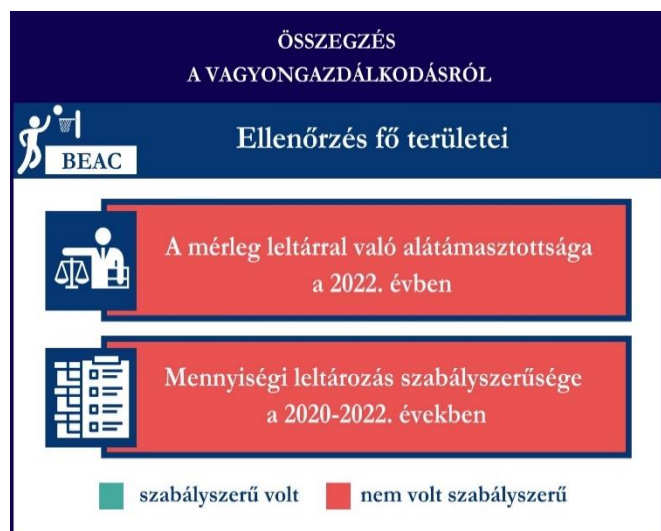 ÖSSZEGZÉS
A VAGYONGAZDÁLKODÁSRÓL
BEAC
Ellenőrzés fő területei
A mérleg leltárral való alátámasztottsága
a 2022. évben
Mennyiségi leltározás szabályszerűsége
a 2020-2022. években
szabályszerű volt
nem volt szabályszerű